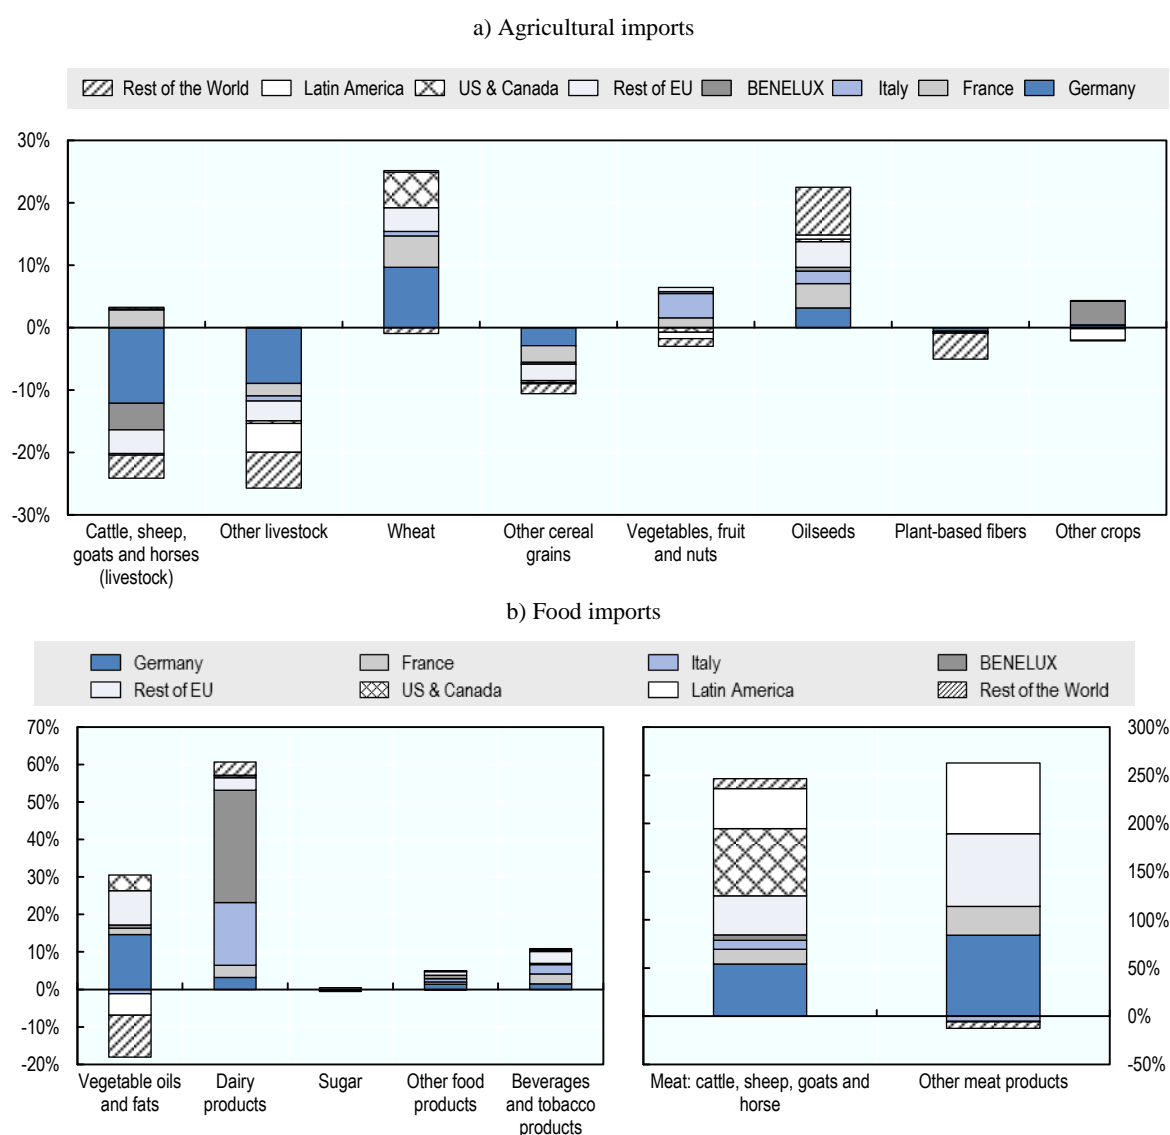 a) Agricultural imports
Rest of the World Latin America US & Canada Rest of EU BENELUX Italy France Germany
30%
20%
10%
0%
-10%
-20%
-30%
Cattle, sheep, Other livestock Wheat Other cereal Vegetables, fruit Oilseeds Plant-based fibers Other crops
goats and horses grains and nuts
(livestock)
b) Food imports
Germany France Italy BENELUX
Rest of EU US & Canada Latin America Rest of the World
70% 300%
60% 250%
50% 200%
40%
30% 150%
20% 100%
10% 50%
0% 0%
-10%
-20% -50%
Vegetable oils Dairy Sugar Other food Beverages Meat: cattle, sheep, goats and Other meat products
and fats products products and tobacco horse
products